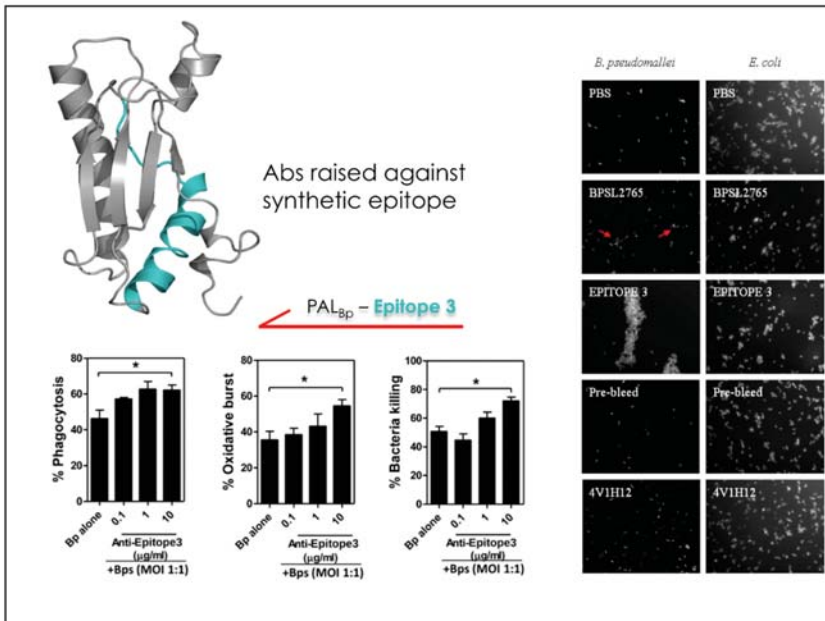 Abs raised against
synthetic epitope
PALBp – Epitope 3
% Phagocytosis
80
60
40
20
0
*
Bp alone
0.1
1
10
Anti-Epitope3
(μg/ml)
+Bps (MOI 1:1)
% Oxidative burst
80
60
40
20
0
*
Bp alone
0.1
1
10
Anti-Epitope3
(μg/ml)
+Bps (MOI 1:1)
% Bacteria killing
100
75
50
25
0
*
Bp alone
0.1
1
10
Anti-Epitope3
(μg/ml)
+Bps (MOI 1:1)
B. pseudomallei E. coli
PBS PBS
BPSL2765 BPSL2765
EPITOPE 3 EPITOPE 3
Pre-bleed Pre-bleed
4V1H12 4V1H12